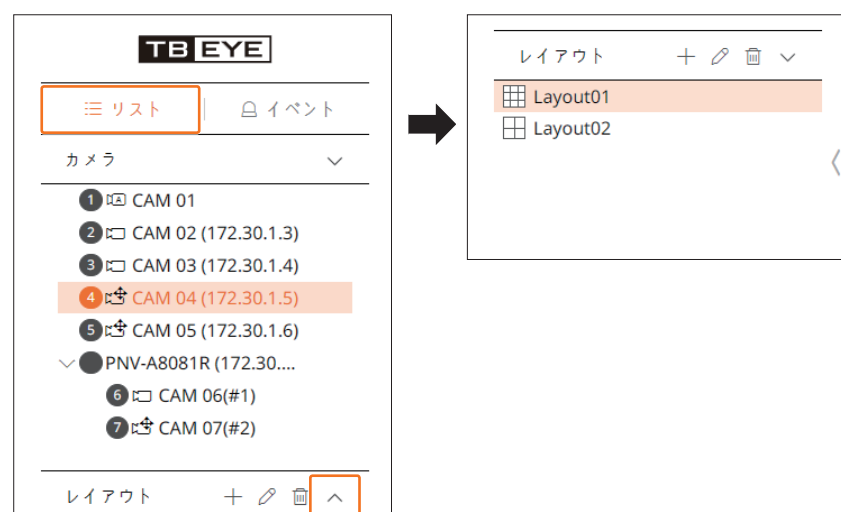 TB EYE
リスト イベント
カメラ
1 CAM 01
2 CAM 02 (172.30.1.3)
3 CAM 03 (172.30.1.4)
4 CAM 04 (172.30.1.5)
5 CAM 05 (172.30.1.6)
PNV-A8081R (172.30....
6 CAM 06(#1)
7 CAM 07(#2)
レイアウト
レイアウト
Layout01
Layout02